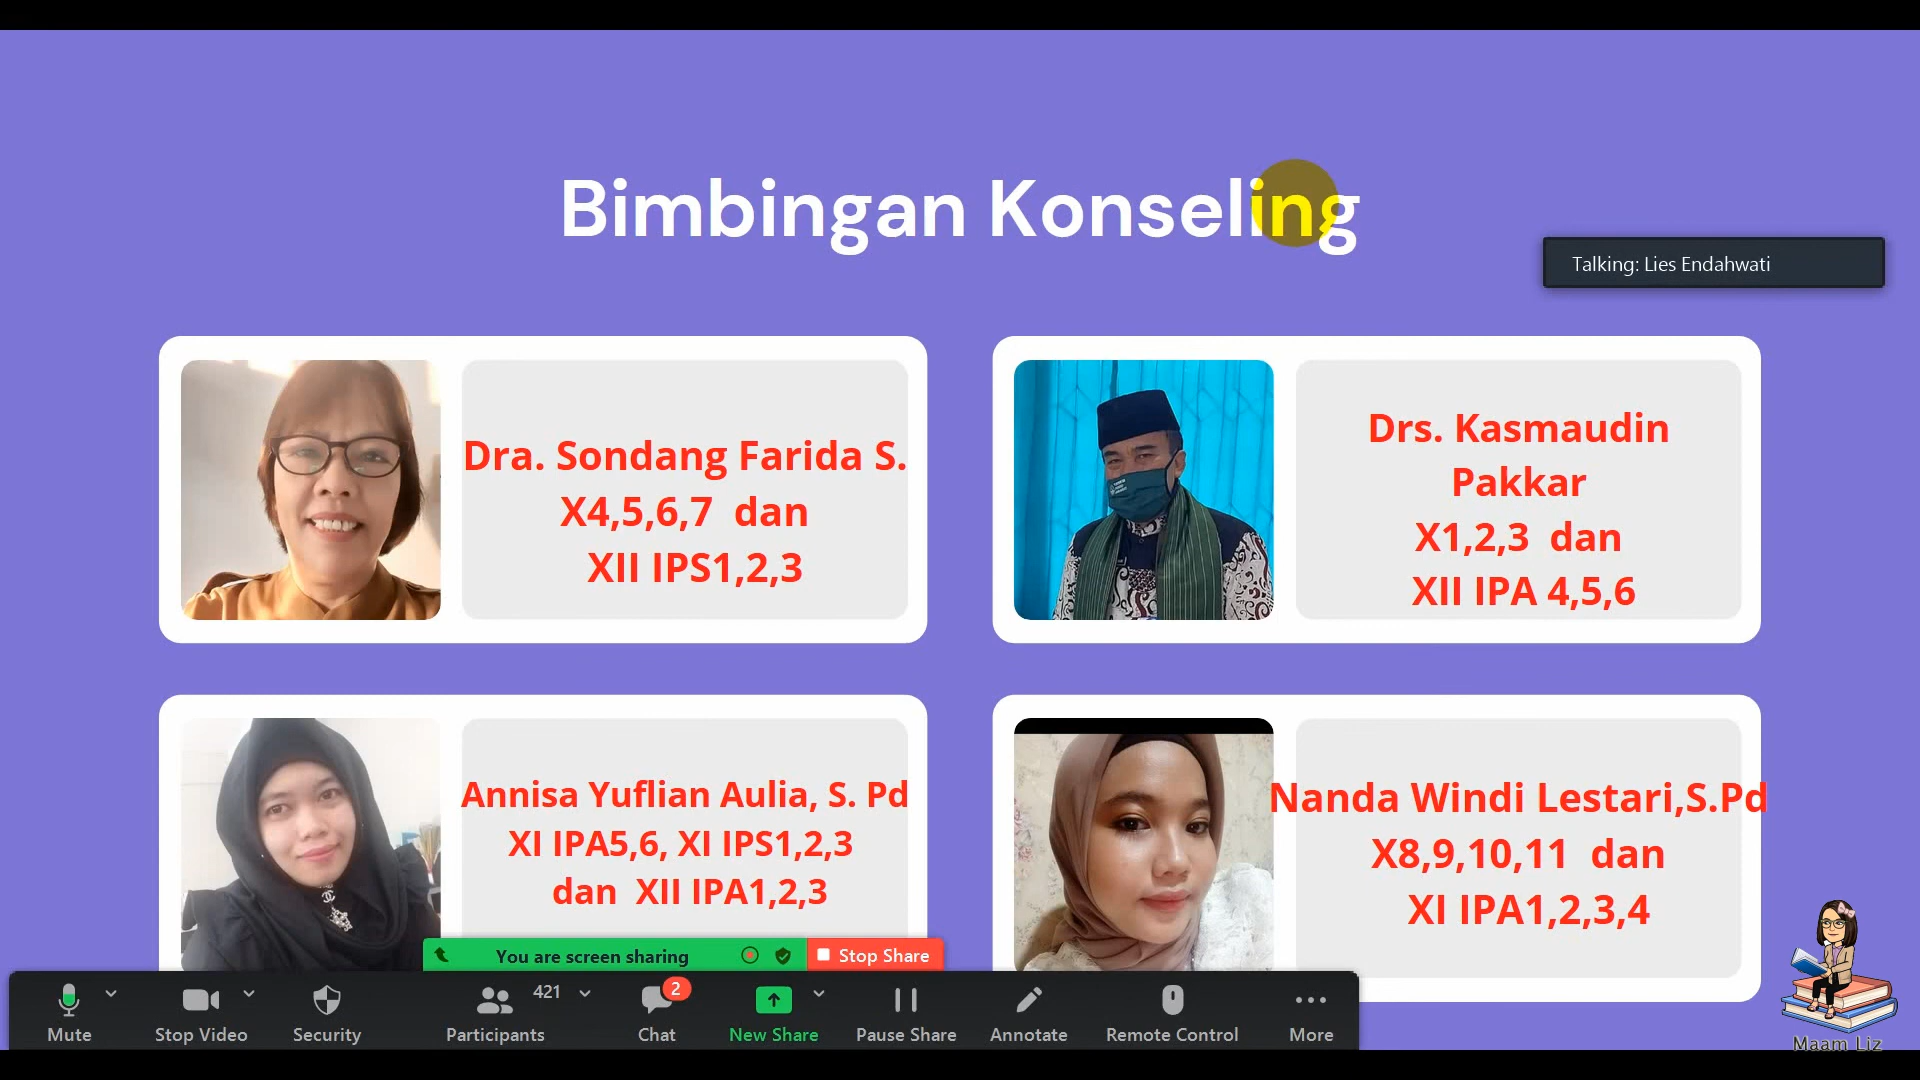 Bimbingan Konseling
Talking: Lies Endahwati
Dra. Sondang Farida S.
X4,5,6,7 dan
XII IPS1,2,3
Drs. Kasmaudin
Pakkar
X1,2,3 dan
XII IPA 4,5,6
Annisa Yuflian Aulia, S. Pd
XI IPA5,6, XI IPS1,2,3
dan XII IPA1,2,3
Nanda Windi Lestari,S.Pd
X8,9,10,11 dan
XI IPA1,2,3,4
You are screen sharing
Stop Share
421
2
Mute
Stop Video
Security
Participants
Chat
New Share
Pause Share
Annotate
Remote Control
More
Maam Liz